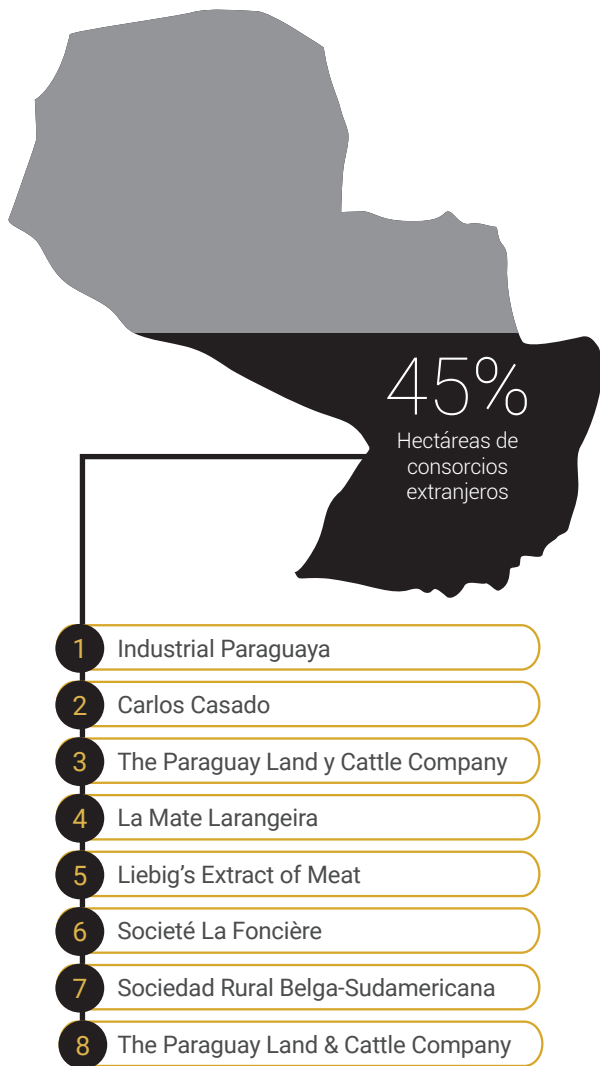 45%
Hectáreas de
consorcios
extranjeros
1 Industrial Paraguaya
2 Carlos Casado
3 The Paraguay Land y Cattle Company
4 La Mate Larangeira
5 Liebig's Extract of Meat
6 Societé La Foncière
7 Sociedad Rural Belga-Sudamericana
8 The Paraguay Land & Cattle Company